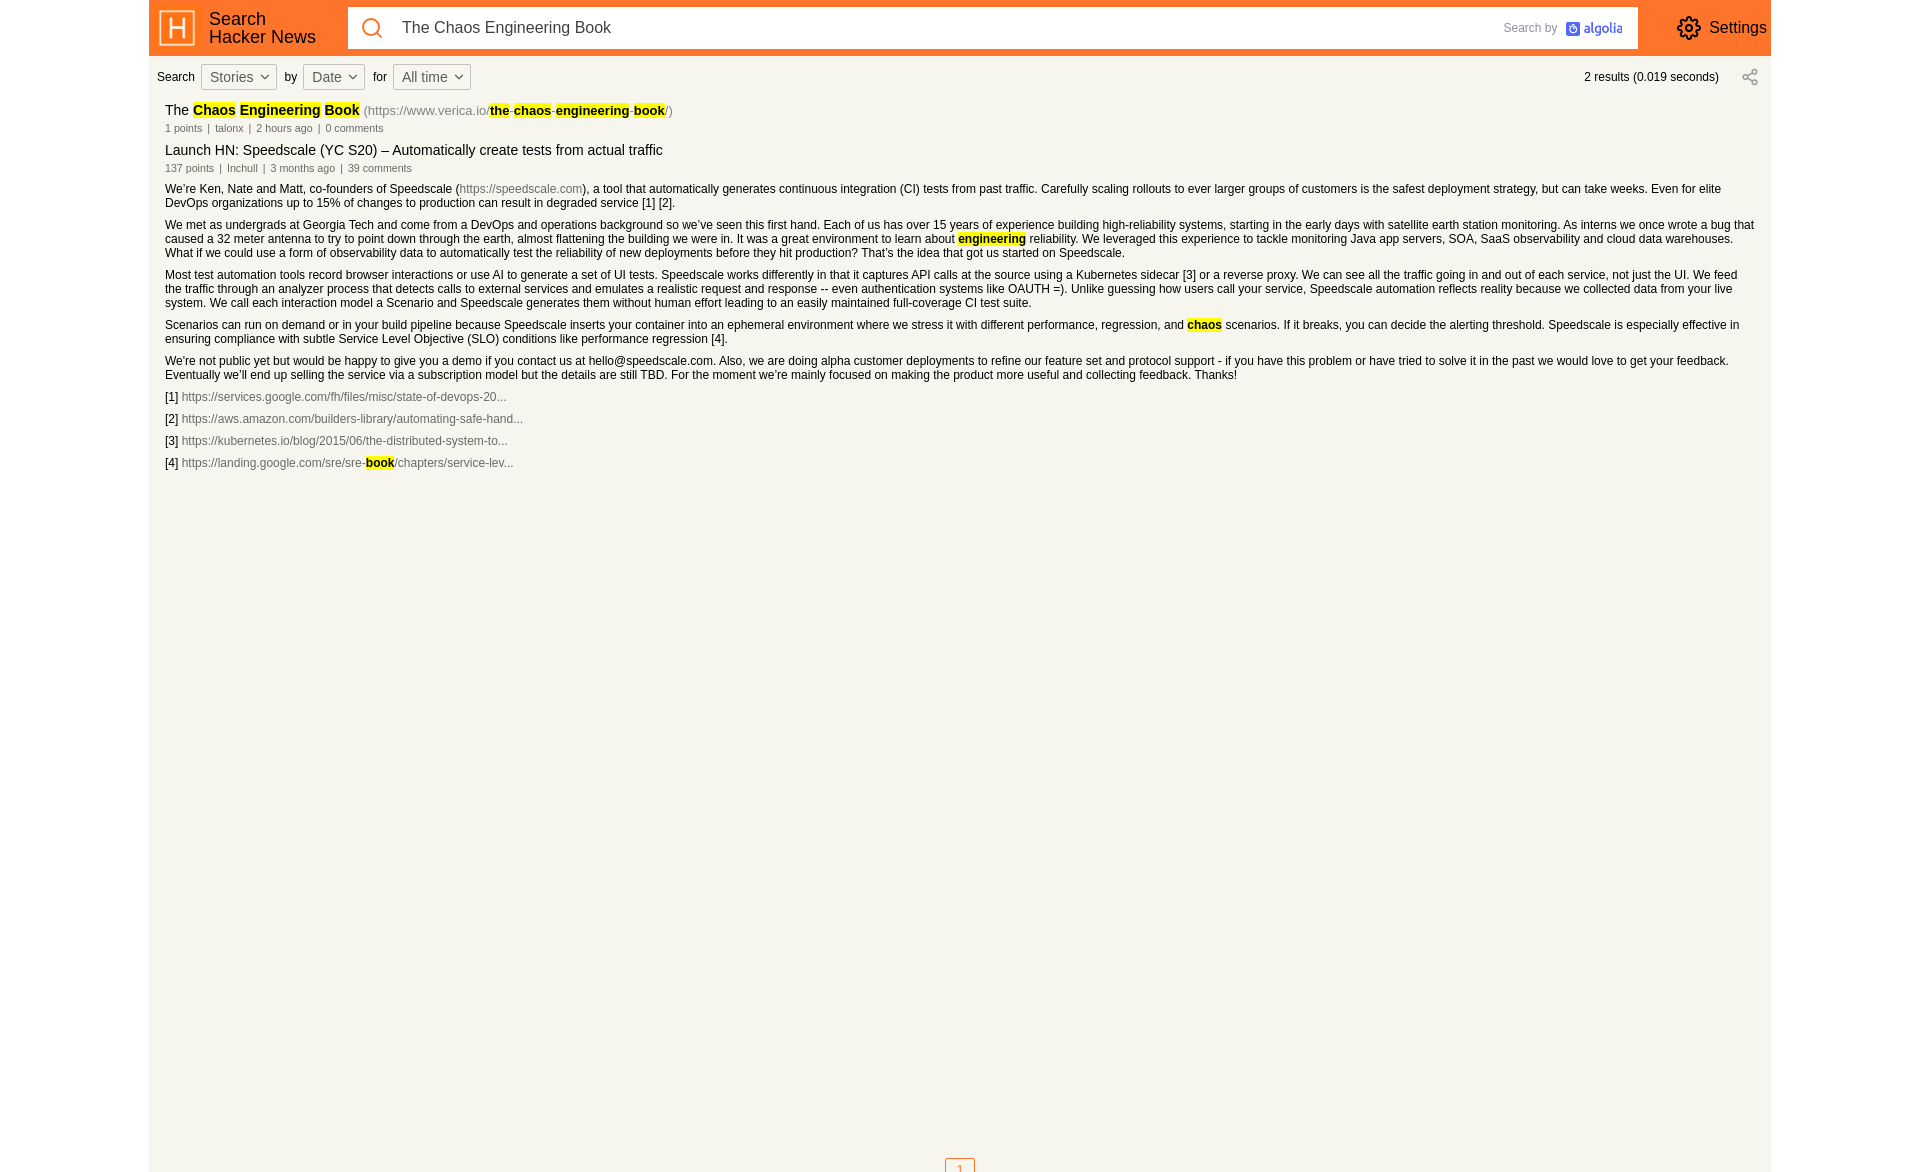 Search
Hacker News
The Chaos Engineering Book
Search by algolia
Settings
Search Stories by Date for All time
2 results (0.019 seconds)
The Chaos Engineering Book (https://www.verica.io/the-chaos-engineering-book/)
1 points | talonx | 2 hours ago | 0 comments
Launch HN: Speedscale (YC S20) – Automatically create tests from actual traffic
137 points | Inchull | 3 months ago | 39 comments
We’re Ken, Nate and Matt, co-founders of Speedscale (https://speedscale.com), a tool that automatically generates continuous integration (CI) tests from past traffic. Carefully scaling rollouts to ever larger groups of customers is the safest deployment strategy, but can take weeks. Even for elite
DevOps organizations up to 15% of changes to production can result in degraded service [1] [2].
We met as undergrads at Georgia Tech and come from a DevOps and operations background so we’ve seen this first hand. Each of us has over 15 years of experience building high-reliability systems, starting in the early days with satellite earth station monitoring. As interns we once wrote a bug that
caused a 32 meter antenna to try to point down through the earth, almost flattening the building we were in. It was a great environment to learn about engineering reliability. We leveraged this experience to tackle monitoring Java app servers, SOA, SaaS observability and cloud data warehouses.
What if we could use a form of observability data to automatically test the reliability of new deployments before they hit production? That’s the idea that got us started on Speedscale.
Most test automation tools record browser interactions or use AI to generate a set of UI tests. Speedscale works differently in that it captures API calls at the source using a Kubernetes sidecar [3] or a reverse proxy. We can see all the traffic going in and out of each service, not just the UI. We feed
the traffic through an analyzer process that detects calls to external services and emulates a realistic request and response -- even authentication systems like OAUTH =). Unlike guessing how users call your service, Speedscale automation reflects reality because we collected data from your live
system. We call each interaction model a Scenario and Speedscale generates them without human effort leading to an easily maintained full-coverage CI test suite.
Scenarios can run on demand or in your build pipeline because Speedscale inserts your container into an ephemeral environment where we stress it with different performance, regression, and chaos scenarios. If it breaks, you can decide the alerting threshold. Speedscale is especially effective in
ensuring compliance with subtle Service Level Objective (SLO) conditions like performance regression [4].
We're not public yet but would be happy to give you a demo if you contact us at hello@speedscale.com. Also, we are doing alpha customer deployments to refine our feature set and protocol support - if you have this problem or have tried to solve it in the past we would love to get your feedback.
Eventually we’ll end up selling the service via a subscription model but the details are still TBD. For the moment we’re mainly focused on making the product more useful and collecting feedback. Thanks!
[1] https://services.google.com/fh/files/misc/state-of-devops-20...
[2] https://aws.amazon.com/builders-library/automating-safe-hand...
[3] https://kubernetes.io/blog/2015/06/the-distributed-system-to...
[4] https://landing.google.com/sre/sre-book/chapters/service-lev...
1